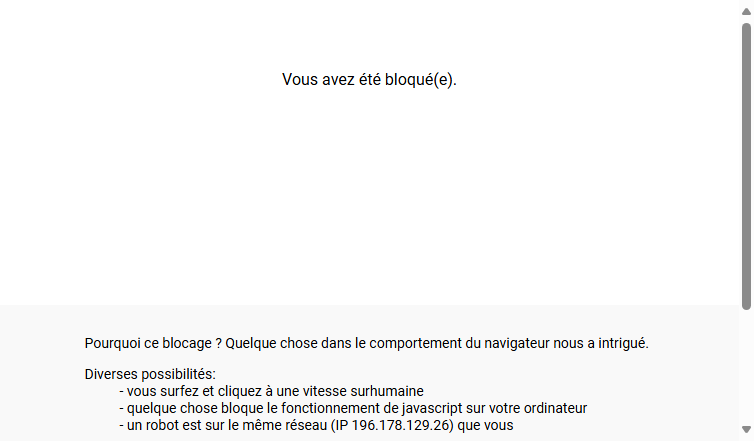 Vous avez été bloqué(e).
Pourquoi ce blocage ? Quelque chose dans le comportement du navigateur nous a intrigué.
Diverses possibilités:
- vous surfez et cliquez à une vitesse surhumaine
- quelque chose bloque le fonctionnement de javascript sur votre ordinateur
- un robot est sur le même réseau (IP 196.178.129.26) que vous